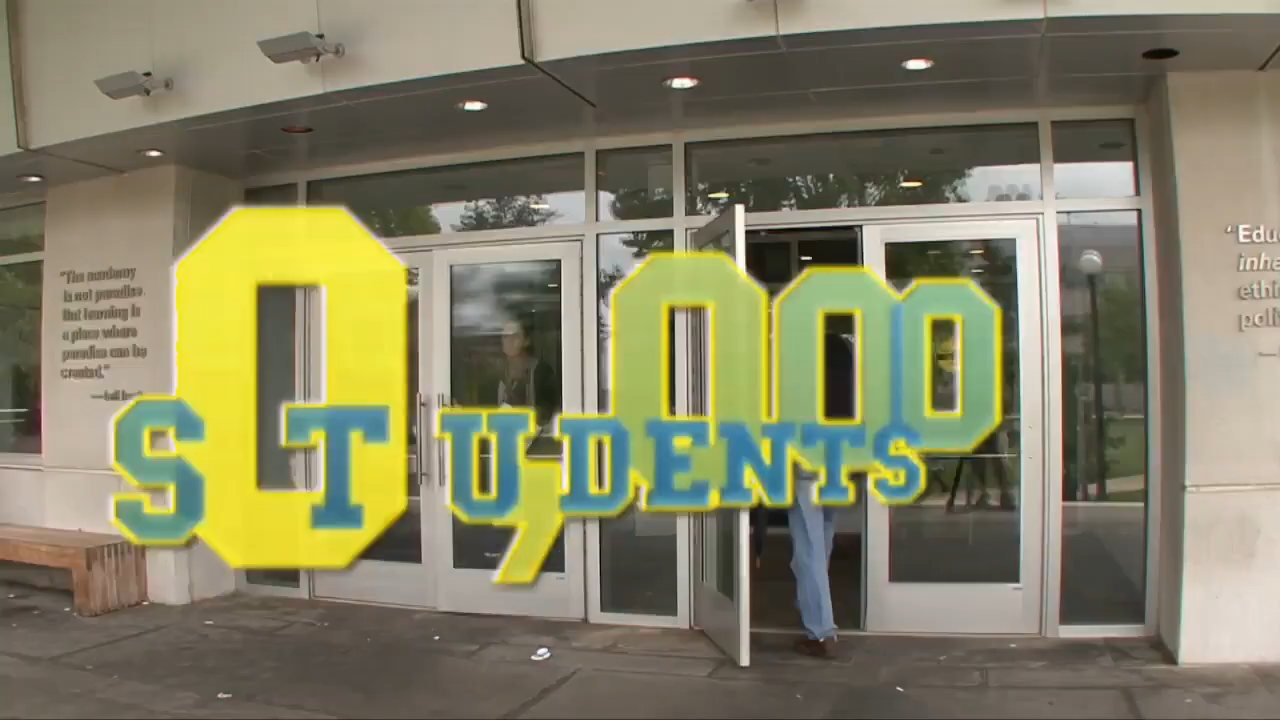 0,000
STUDENTS
"The academy
is not paradise.
But learning is
a place where
paradise can be
created."
"Edu
inhe
ethi
poli